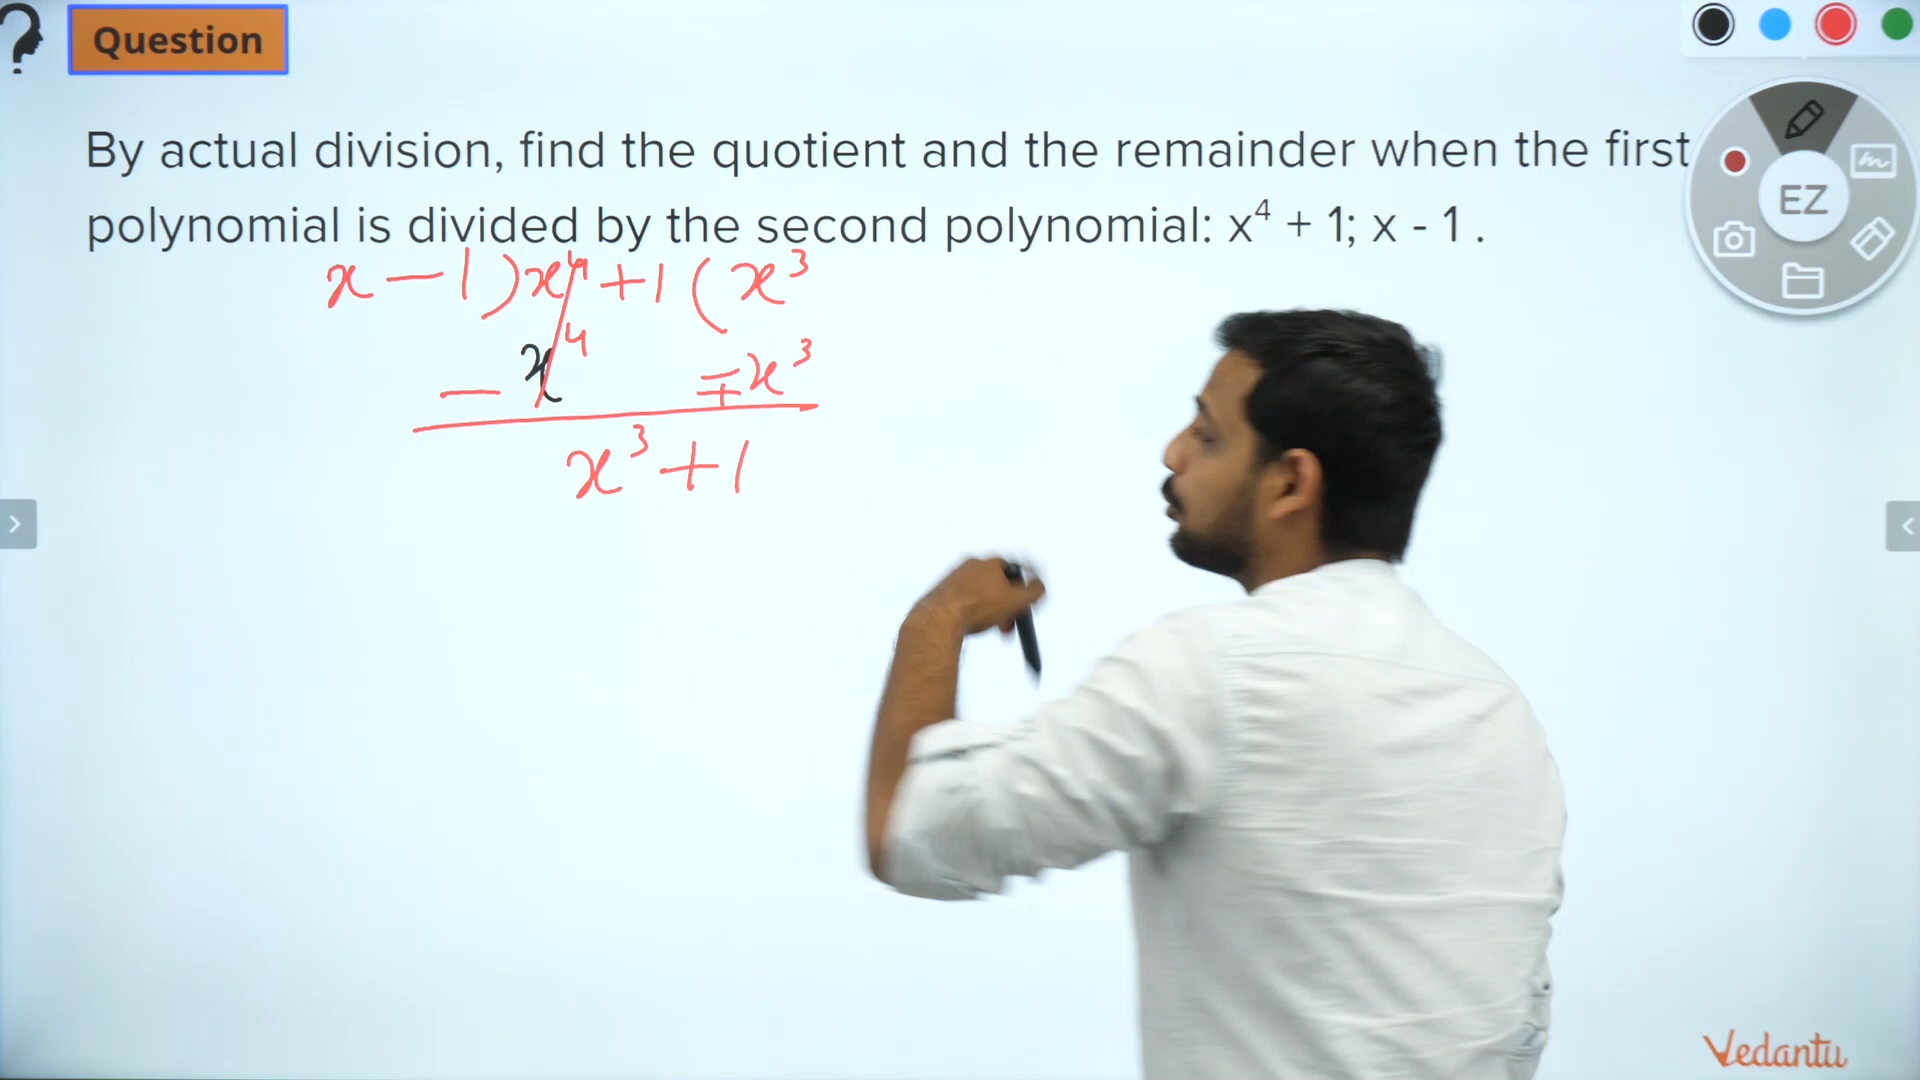 Question
By actual division, find the quotient and the remainder when the first
EZ
polynomial is divided by the second polynomial: x⁴ + 1; x - 1 .
x - 1 ) x⁴ + 1 ( x³
- x⁴ ∓ x³
x³ + 1
Vedantu